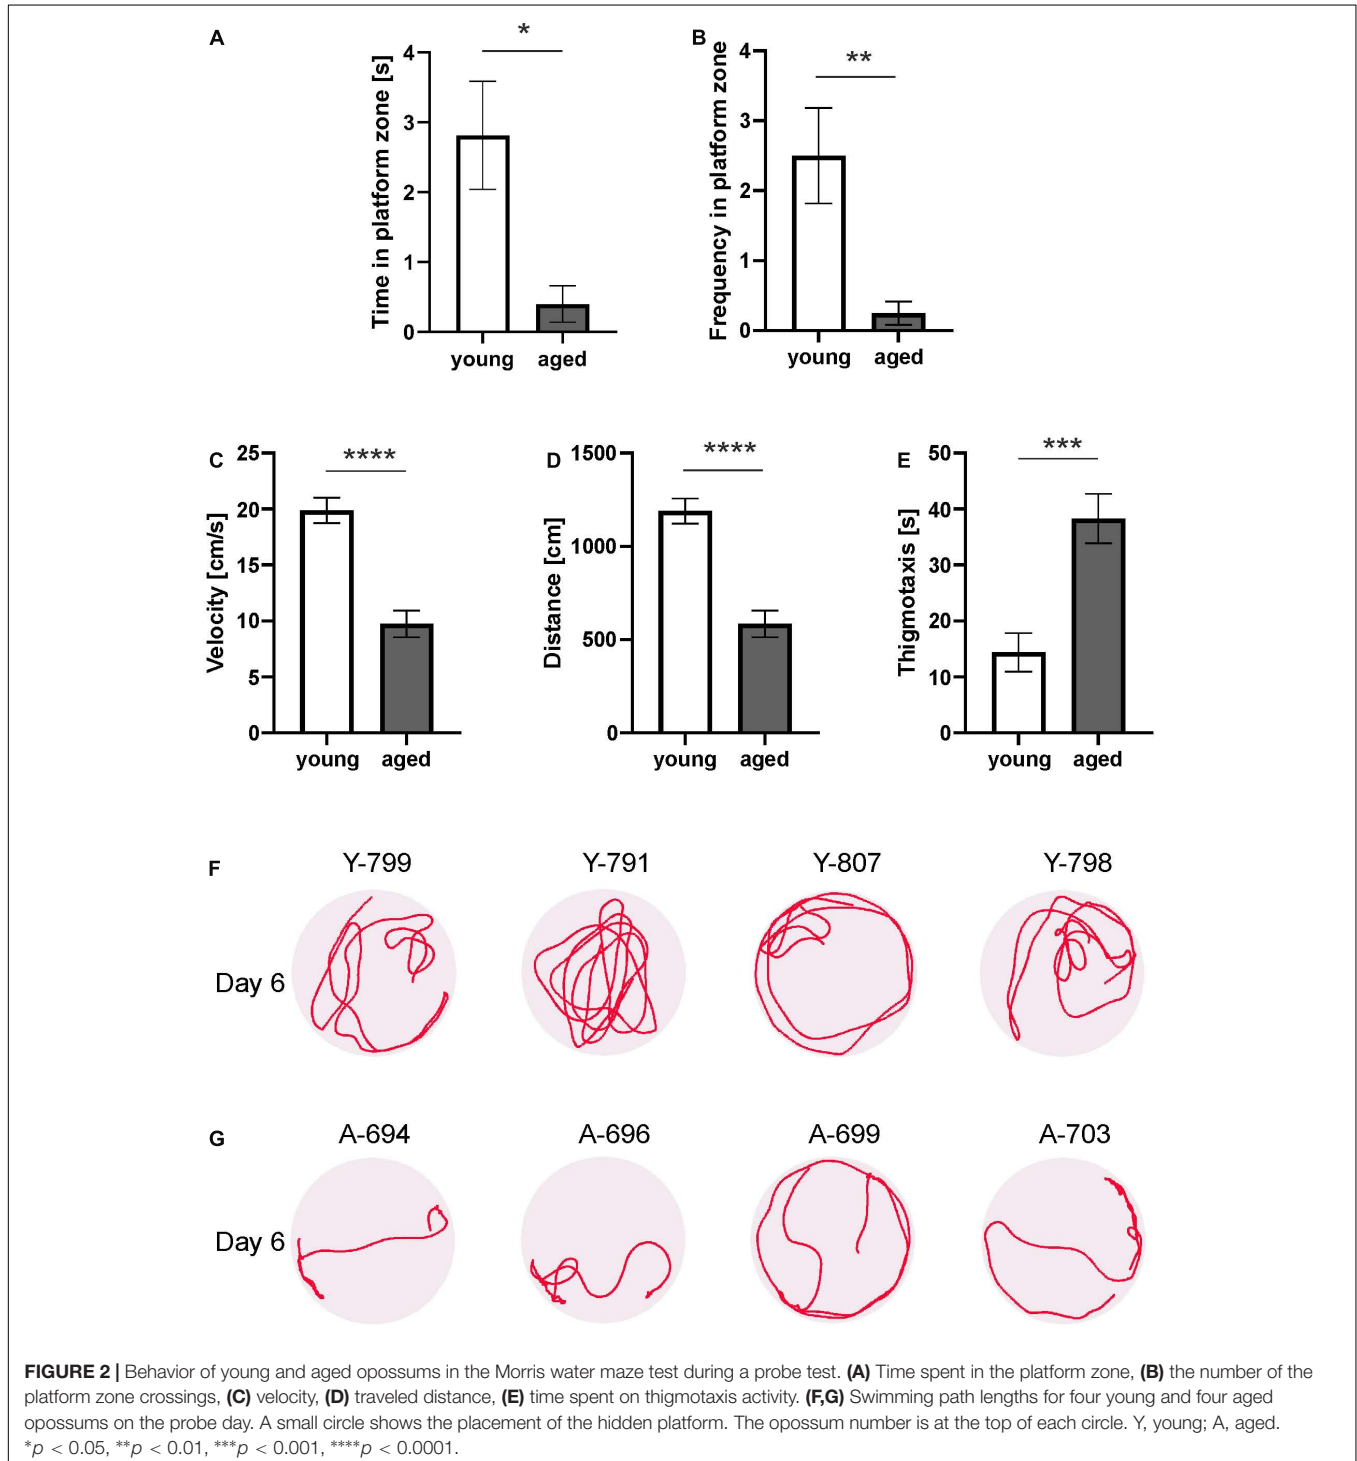 A
*
Time in platform zone [s]
4
3
2
1
0
young aged
B
**
Frequency in platform zone
4
3
2
1
0
young aged
C
****
Velocity [cm/s]
25
20
15
10
5
0
young aged
D
****
Distance [cm]
1500
1000
500
0
young aged
E
***
Thigmotaxis [s]
50
40
30
20
10
0
young aged
F
Y-799 Y-791 Y-807 Y-798
Day 6
G
A-694 A-696 A-699 A-703
Day 6
FIGURE 2 | Behavior of young and aged opossums in the Morris water maze test during a probe test. (A) Time spent in the platform zone, (B) the number of the
platform zone crossings, (C) velocity, (D) traveled distance, (E) time spent on thigmotaxis activity. (F,G) Swimming path lengths for four young and four aged
opossums on the probe day. A small circle shows the placement of the hidden platform. The opossum number is at the top of each circle. Y, young; A, aged.
*p < 0.05, **p < 0.01, ***p < 0.001, ****p < 0.0001.